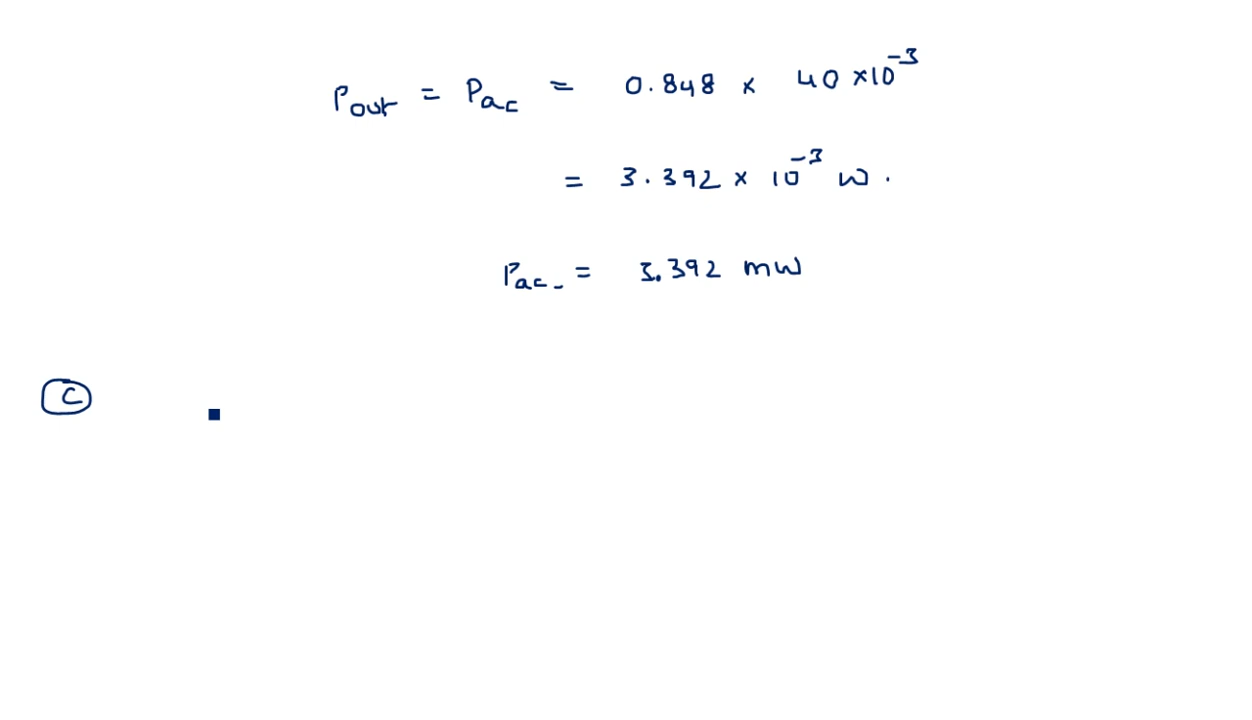 Pout = Pac = 0.848 × 40 ×10⁻³
= 3.392 × 10⁻³ W.
Pac = 3.392 mW
C